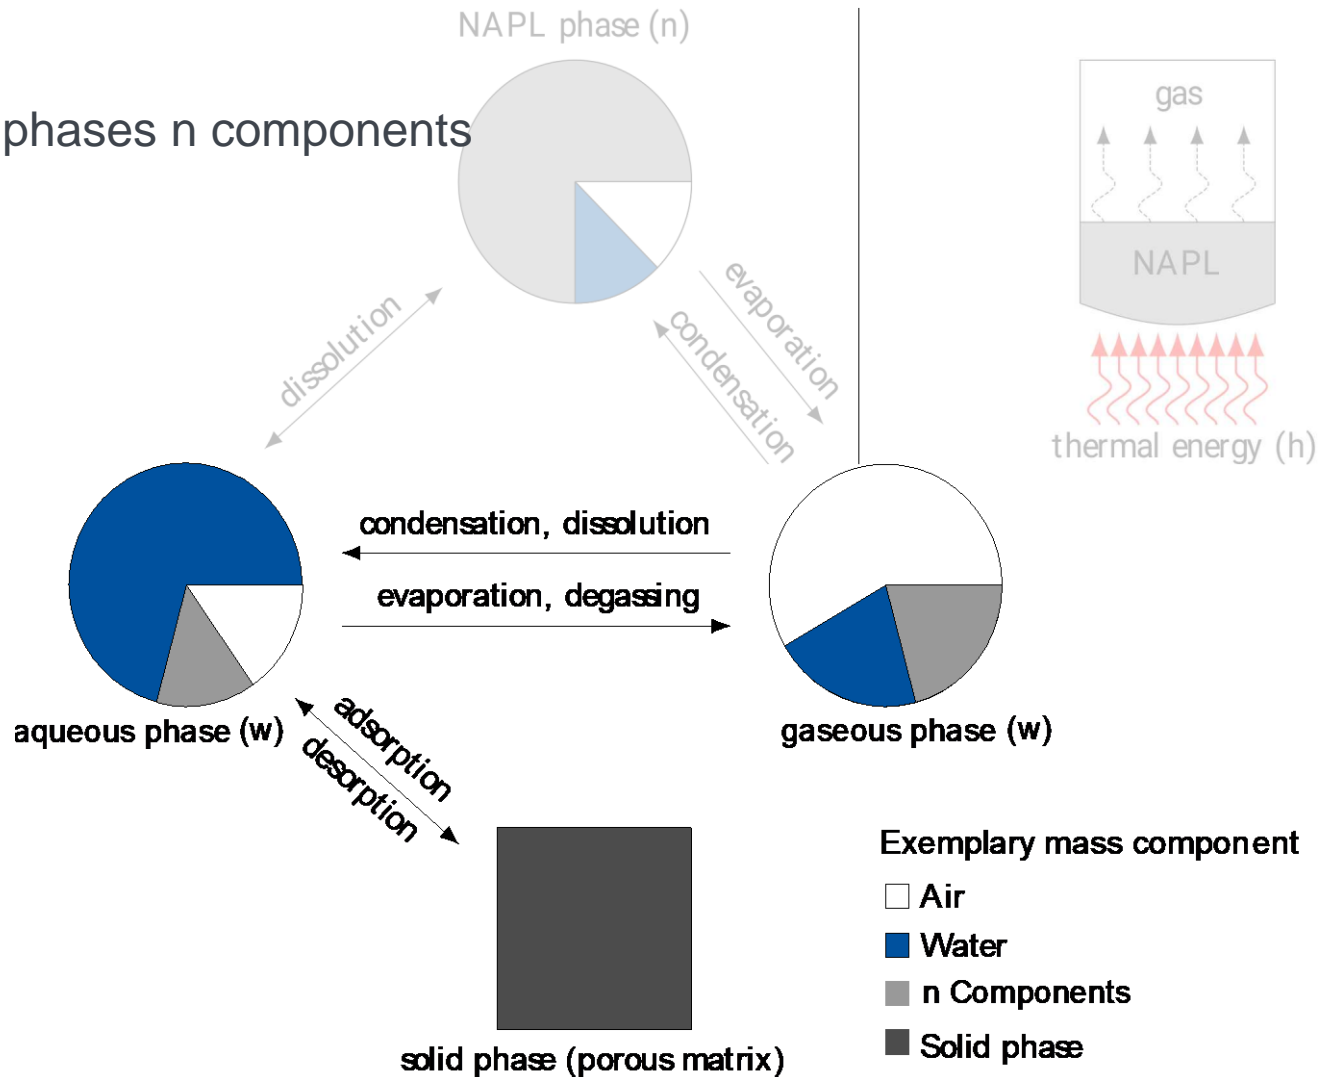 NAPL phase (n)
phases n components
gas
NAPL
dissolution
evaporation
condensation
thermal energy (h)
condensation, dissolution
evaporation, degassing
aqueous phase (w)
gaseous phase (w)
adsorption
desorption
solid phase (porous matrix)
Exemplary mass component
Air
Water
n Components
Solid phase